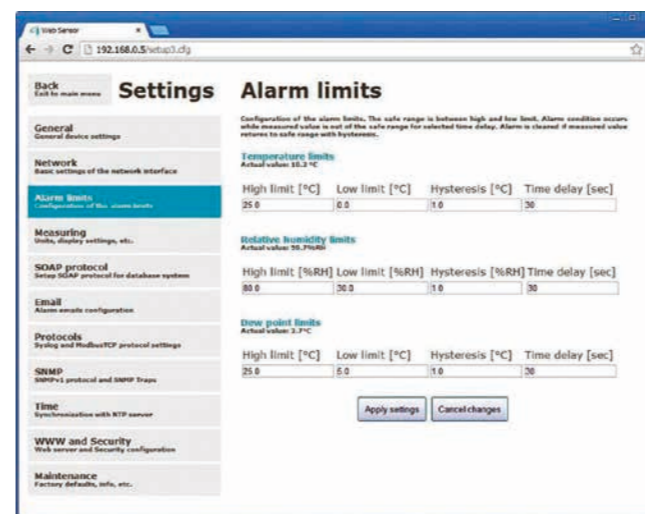 Web Sensor
192.168.0.5/setup3.cfg
Back
Exit to main menu
Settings
General
General device settings
Network
Basic settings of the network interface
Alarm limits
Configuration of the alarm limits
Measuring
Units, display settings, etc.
SOAP protocol
Setup SOAP protocol for database system
Email
Alarm emails configuration
Protocols
Syslog and ModbusTCP protocol settings
SNMP
SNMPv1 protocol and SNMP Traps
Time
Synchronization with NTP server
WWW and Security
Web server and Security configuration
Maintenance
Factory defaults, info, etc.
Alarm limits
Configuration of the alarm limits. The safe range is between high and low limit. Alarm condition occurs
while measured value is out of the safe range for selected time delay. Alarm is cleared if measured value
returns to safe range with hysteresis.
Temperature limits
Actual value: °C
High limit [°C] Low limit [°C] Hysteresis [°C] Time delay [sec]
25.0 0.0 1.0 30
Relative humidity limits
Actual value:
High limit [%RH] Low limit [%RH] Hysteresis [%RH] Time delay [sec]
80.0 30.0 1.0 30
Dew point limits
Actual value: °C
High limit [°C] Low limit [°C] Hysteresis [°C] Time delay [sec]
25.0 5.0 1.0 30
Apply settings Cancel changes